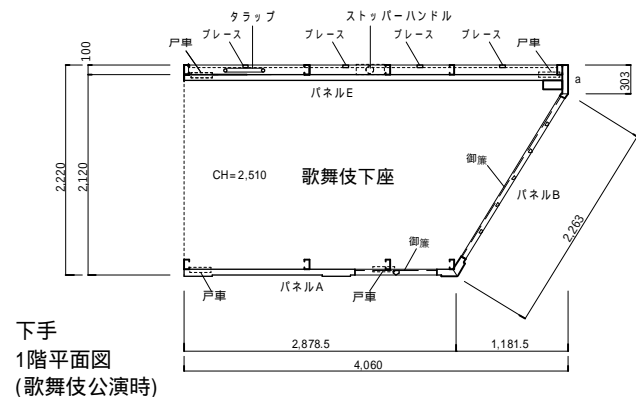 タラップ ストッパーハンドル
ブレース ブレース ブレース ブレース
戸車 戸車
100
a
303
パネルE
御簾
2,220
2,120
CH=2,510
歌舞伎下座
パネルB
2,263
御簾
戸車 パネルA 戸車
下手
1階平面図
(歌舞伎公演時)
2,878.5 1,181.5
4,060